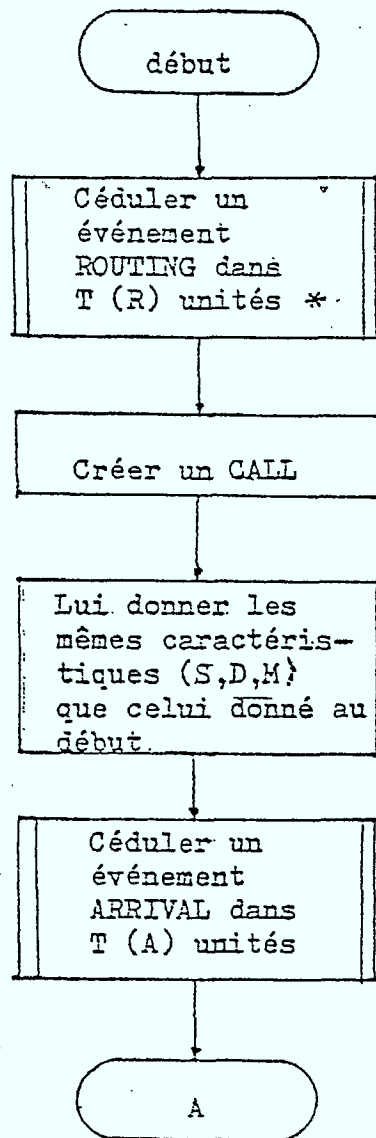 début
Céduler un
événement
ROUTING dans
T (R) unités *
Créer un CALL
Lui donner les
mêmes caractéris-
tiques (S,D,M)
que celui donné au
début.
Céduler un
événement
ARRIVAL dans
T (A) unités
A